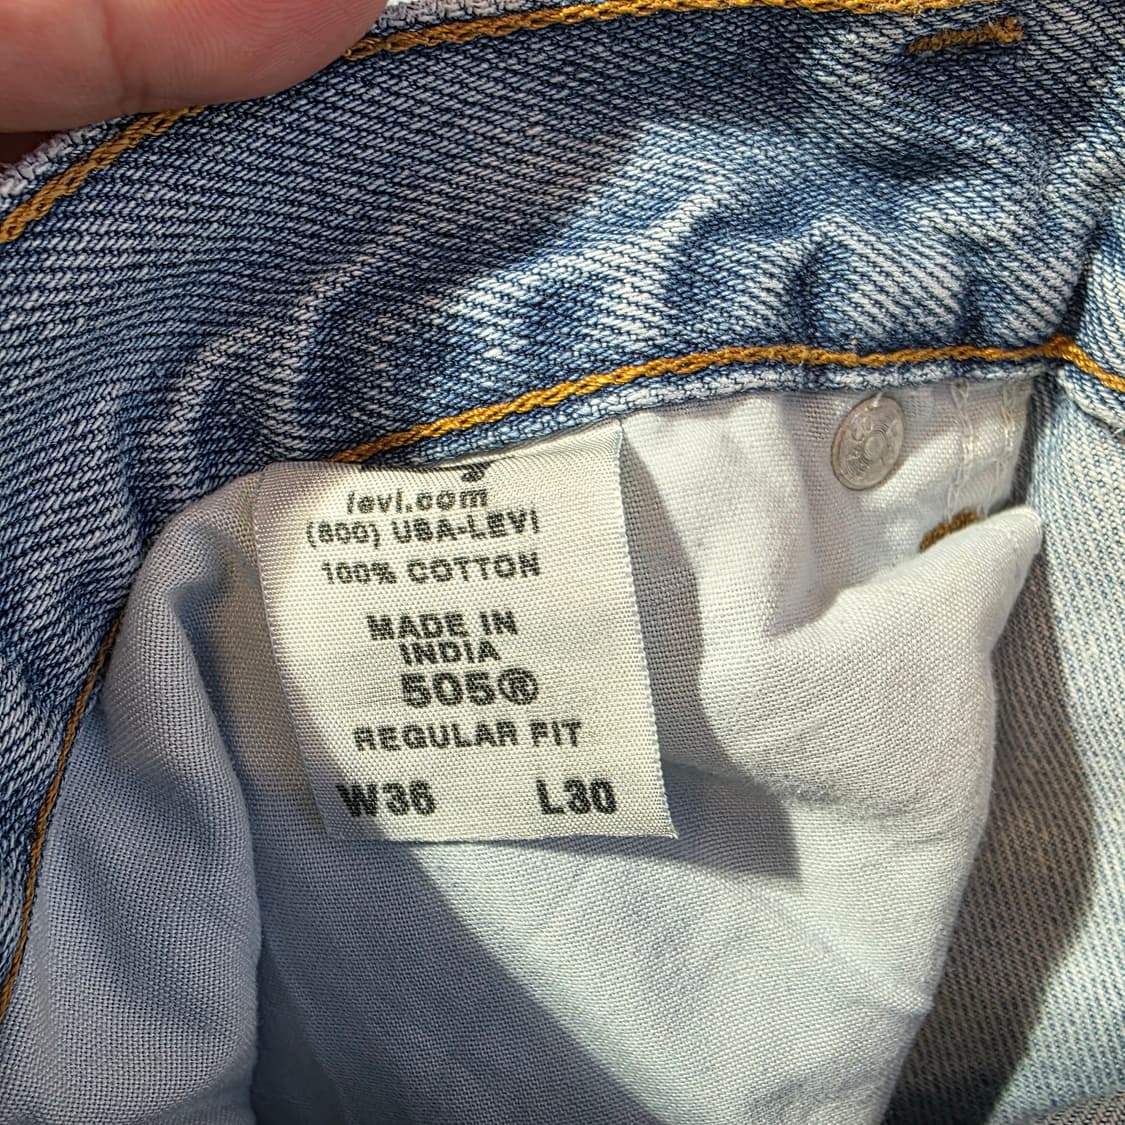 levi.com
(800) USA-LEVI
100% COTTON
MADE IN
INDIA
505®
REGULAR FIT
W36 L30